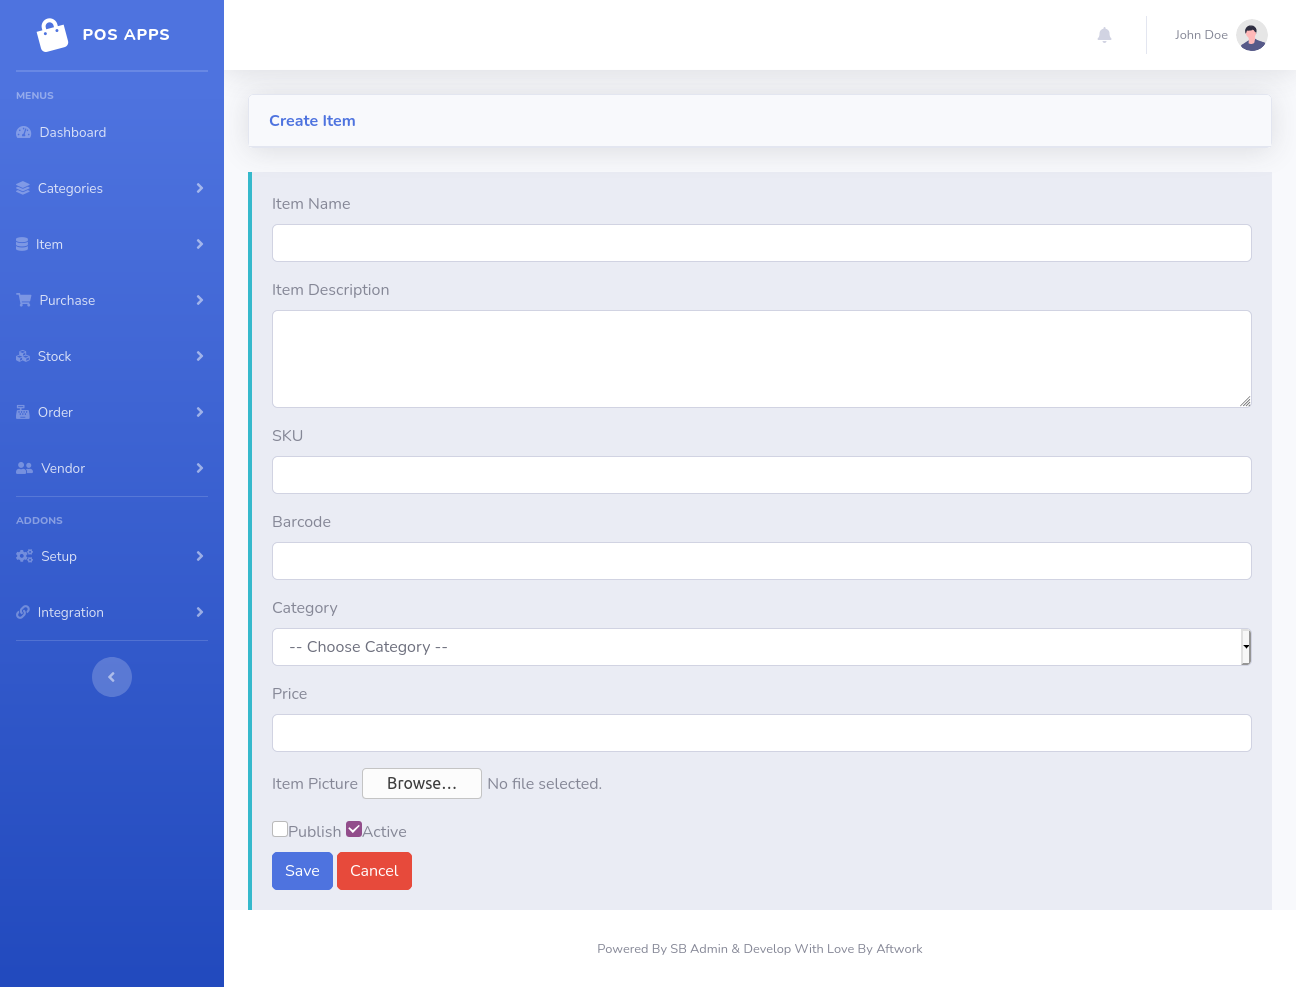 POS APPS
MENUS
Dashboard
Categories
Item
Purchase
Stock
Order
Vendor
ADDONS
Setup
Integration
John Doe
Create Item
Item Name
Item Description
SKU
Barcode
Category
-- Choose Category --
Price
Item Picture Browse... No file selected.
Publish Active
Save Cancel
Powered By SB Admin & Develop With Love By Aftwork